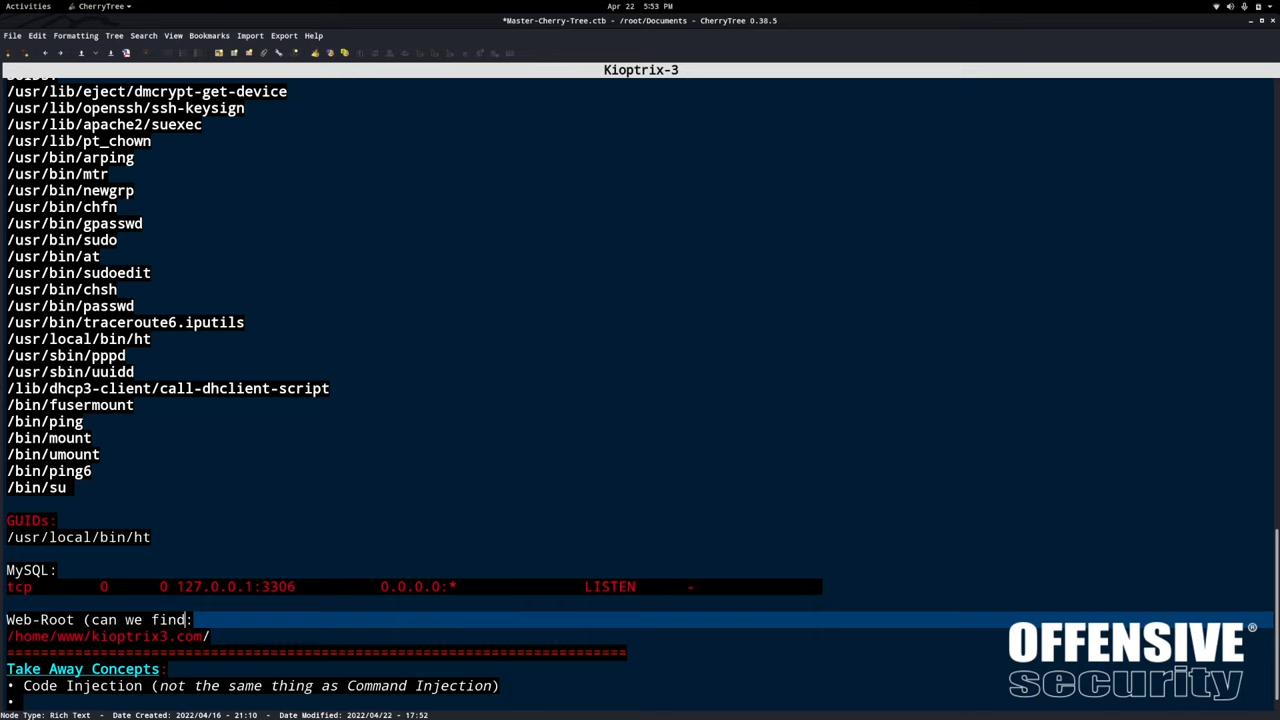 Activities CherryTree Apr 22 5:53 PM
*Master-Cherry-Tree.ctb - /root/Documents - CherryTree 0.38.5
File Edit Formatting Tree Search View Bookmarks Import Export Help
Kioptrix-3
/usr/lib/eject/dmcrypt-get-device
/usr/lib/openssh/ssh-keysign
/usr/lib/apache2/suexec
/usr/lib/pt_chown
/usr/bin/arping
/usr/bin/mtr
/usr/bin/newgrp
/usr/bin/chfn
/usr/bin/gpasswd
/usr/bin/sudo
/usr/bin/at
/usr/bin/sudoedit
/usr/bin/chsh
/usr/bin/passwd
/usr/bin/traceroute6.iputils
/usr/local/bin/ht
/usr/sbin/pppd
/usr/sbin/uuidd
/lib/dhcp3-client/call-dhclient-script
/bin/fusermount
/bin/ping
/bin/mount
/bin/umount
/bin/ping6
/bin/su
GUIDs:
/usr/local/bin/ht
MySQL:
tcp 0 0 127.0.0.1:3306 0.0.0.0:* LISTEN -
Web-Root (can we find:
/home/www/kioptrix3.com/
=========================================================================
Take Away Concepts:
• Code Injection (not the same thing as Command Injection)
•
OFFENSIVE®
security
Node Type: Rich Text - Date Created: 2022/04/16 - 21:10 - Date Modified: 2022/04/22 - 17:52